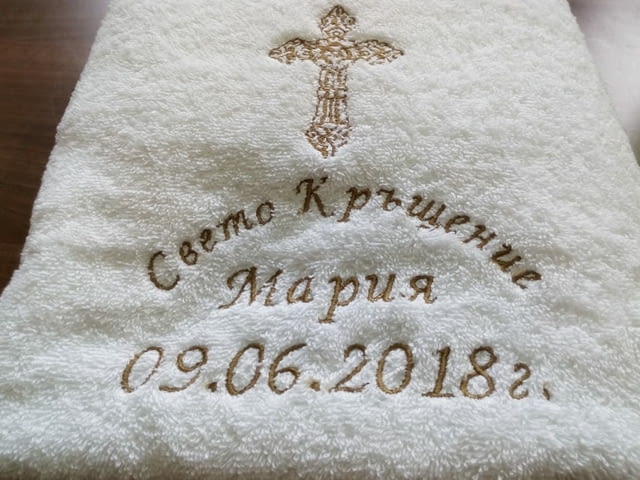 Свето Кръщение
Мария
09.06.2018г.